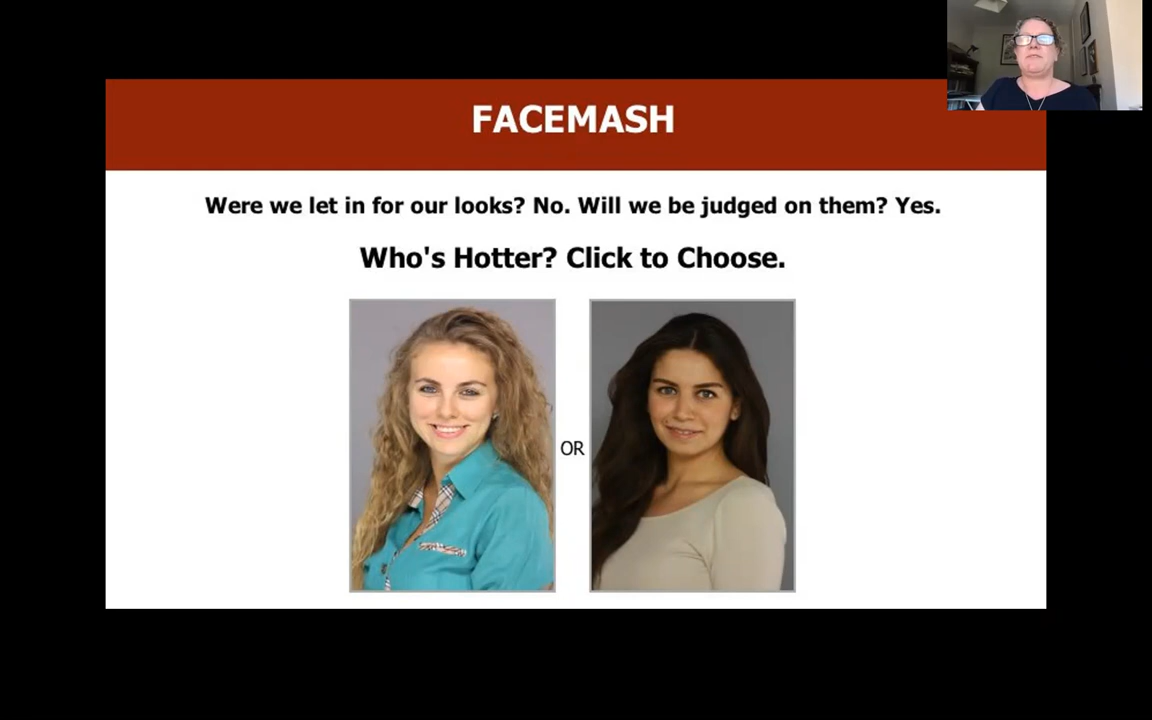 FACEMASH
Were we let in for our looks? No. Will we be judged on them? Yes.
Who's Hotter? Click to Choose.
OR